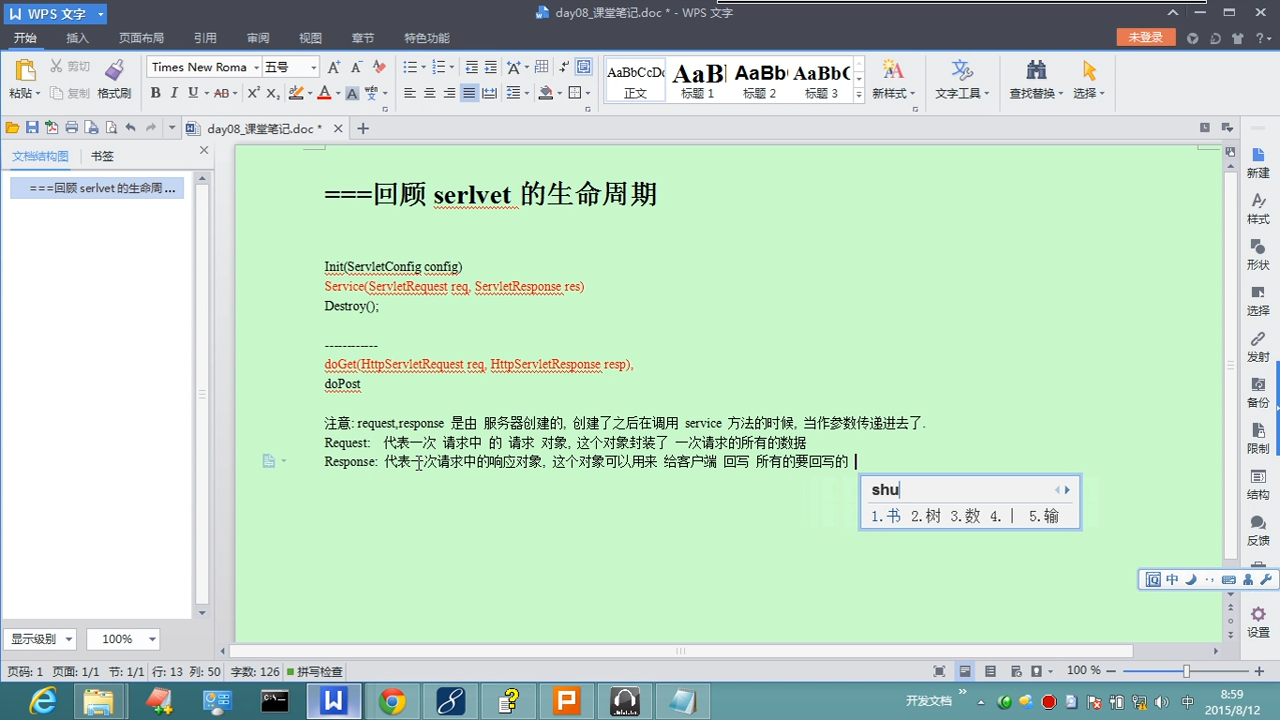 WPS 文字
day08_课堂笔记.doc * - WPS 文字
开始 插入 页面布局 引用 审阅 视图 章节 特色功能
未登录
粘贴 剪切 复制 格式刷
Times New Roma 五号
AaBbCcDc AaBl AaBb AaBbC
正文 标题 1 标题 2 标题 3
新样式 文字工具 查找替换 选择
day08_课堂笔记.doc *
文档结构图 书签
===回顾 serlvet 的生命周 ...
===回顾 serlvet 的生命周期
Init(ServletConfig config)
Service(ServletRequest req, ServletResponse res)
Destroy();
------------
doGet(HttpServletRequest req, HttpServletResponse resp),
doPost
注意: request,response 是由 服务器创建的, 创建了之后在调用 service 方法的时候, 当作参数传递进去了.
Request: 代表一次 请求中 的 请求 对象, 这个对象封装了 一次请求的所有的数据
Response: 代表一次请求中的响应对象, 这个对象可以用来 给客户端 回写 所有的要回写的
shu
1.书 2.树 3.数 4.丨 5.输
新建
样式
形状
选择
发射
备份
限制
结构
反馈
设置
中
显示级别 100%
页码: 1 页面: 1/1 节: 1/1 行: 13 列: 50 字数: 126 拼写检查
100 %
开发文档
中
8:59
2015/8/12